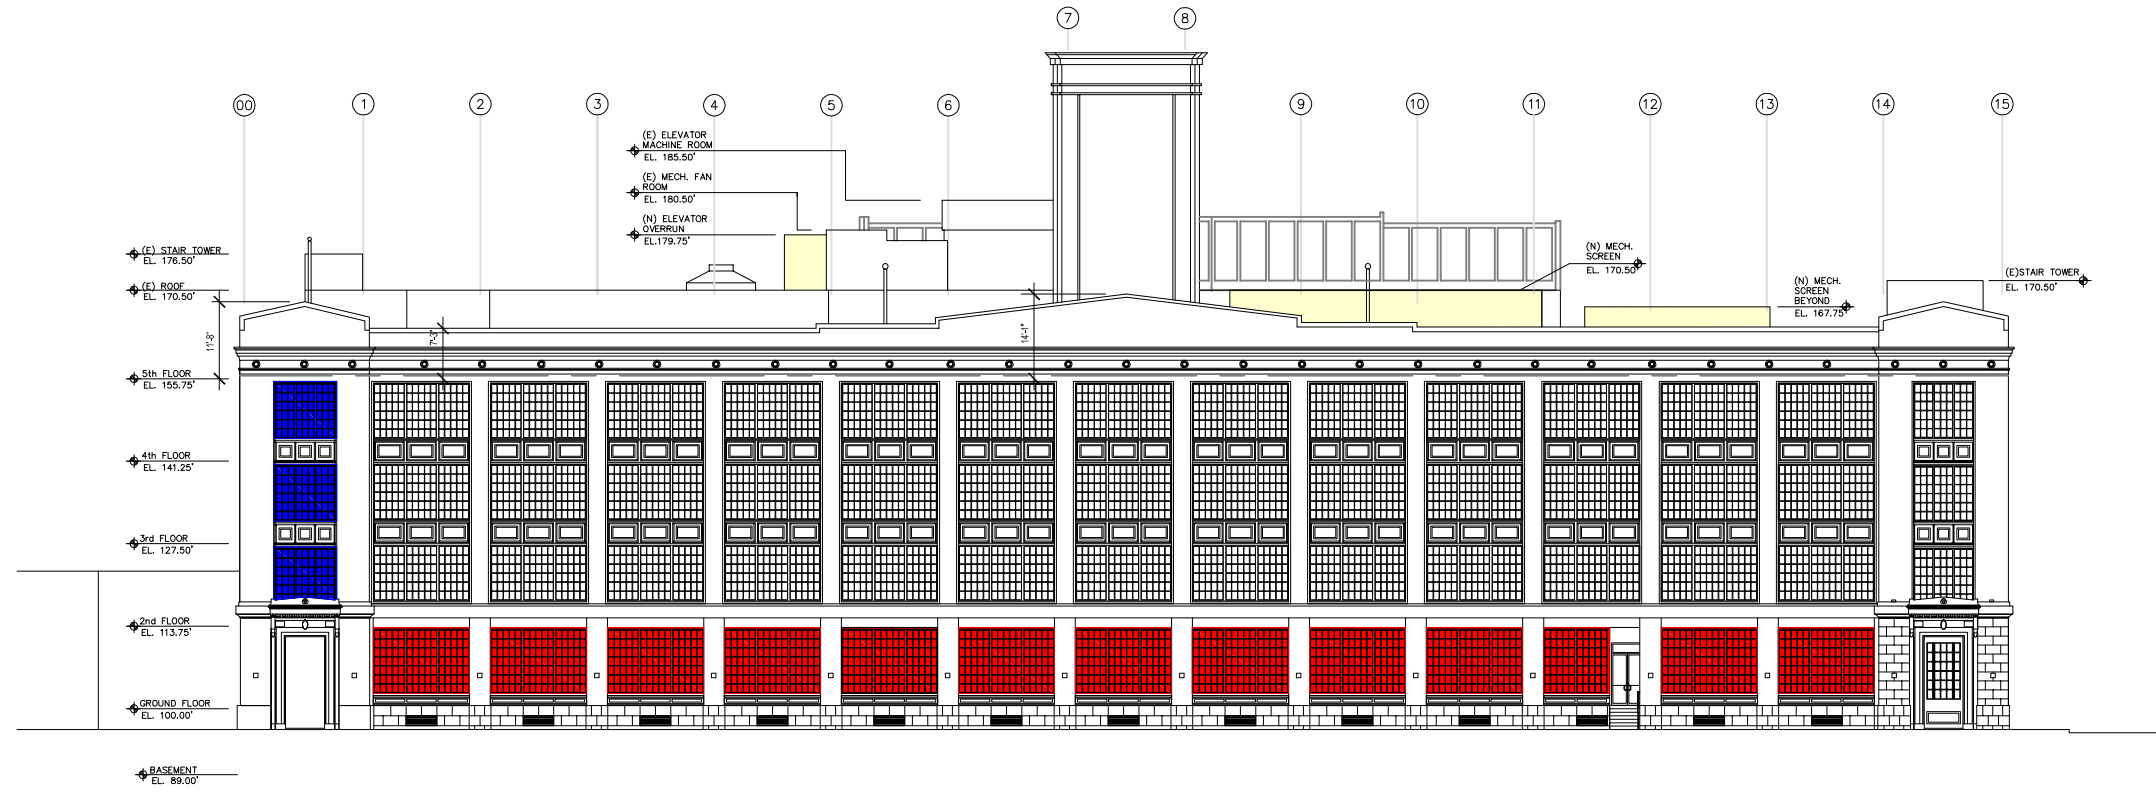 7
8
00
1
2
3
4
5
6
9
10
11
12
13
14
15
(E) ELEVATOR
MACHINE ROOM
EL. 185.50'
(E) MECH. FAN
ROOM
EL. 180.50'
(N) ELEVATOR
OVERRUN
EL.179.75'
(E) STAIR TOWER
EL. 176.50'
(E) ROOF
EL. 170.50'
(N) MECH.
SCREEN
EL. 170.50'
(N) MECH.
SCREEN
BEYOND
EL. 167.75'
(E)STAIR TOWER
EL. 170.50'
11'-8"
7'-3"
14'-1"
5th FLOOR
EL. 155.75'
4th FLOOR
EL. 141.25'
3rd FLOOR
EL. 127.50'
2nd FLOOR
EL. 113.75'
GROUND FLOOR
EL. 100.00'
BASEMENT
EL. 89.00'